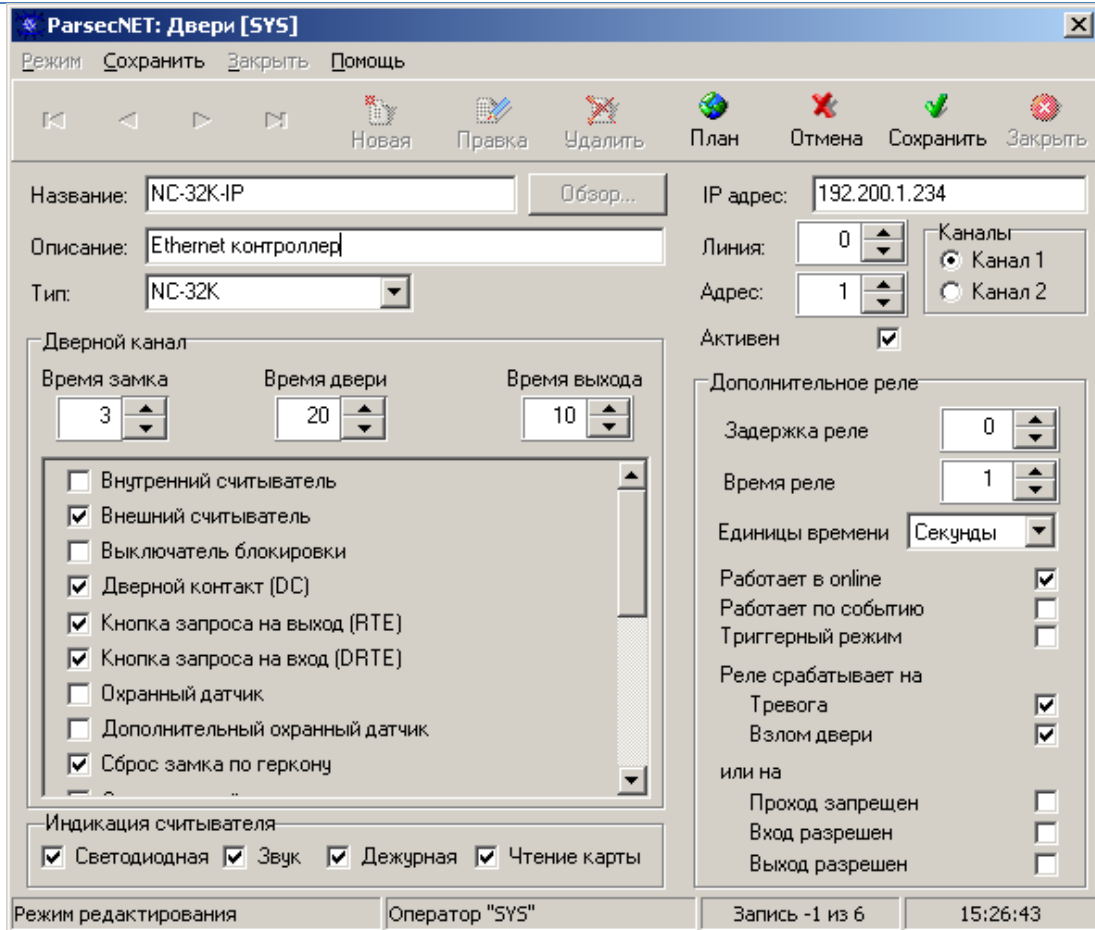 ParsecNET: Двери [SYS]
Режим Сохранить Закрыть Помощь
Новая Правка Удалить План Отмена Сохранить Закрыть
Название: NC-32K-IP Обзор...
Описание: Ethernet контроллер
Тип: NC-32K
IP адрес: 192.200.1.234
Линия: 0
Адрес: 1
Каналы
Канал 1
Канал 2
Активен
Дверной канал
Время замка Время двери Время выхода
3 20 10
Внутренний считыватель
Внешний считыватель
Выключатель блокировки
Дверной контакт (DC)
Кнопка запроса на выход (RTE)
Кнопка запроса на вход (DRTE)
Охранный датчик
Дополнительный охранный датчик
Сброс замка по геркону
Индикация считывателя
Светодиодная Звук Дежурная Чтение карты
Дополнительное реле
Задержка реле 0
Время реле 1
Единицы времени Секунды
Работает в online
Работает по событию
Триггерный режим
Реле срабатывает на
Тревога
Взлом двери
или на
Проход запрещен
Вход разрешен
Выход разрешен
Режим редактирования Оператор "SYS" Запись -1 из 6 15:26:43